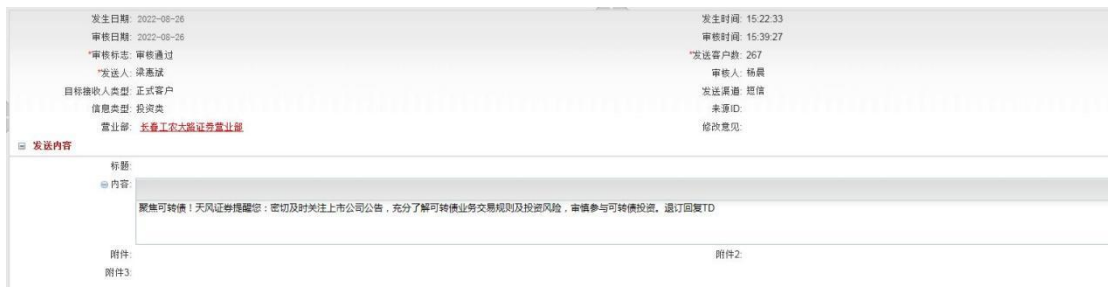 发生日期: 2022-08-26 发生时间: 15:22:33
审核日期: 2022-08-26 审核时间: 15:39:27
*审核标志: 审核通过 *发送客户数: 267
*发送人: 梁惠斌 审核人: 杨晨
目标接收人类型: 正式客户 发送渠道: 短信
信息类型: 投资类 来源ID:
营业部: 长春工农大路证券营业部 修改意见:
发送内容
标题:
内容:
聚焦可转债！天风证券提醒您：密切及时关注上市公司公告，充分了解可转债业务交易规则及投资风险，审慎参与可转债投资。退订回复TD
附件: 附件2:
附件3: